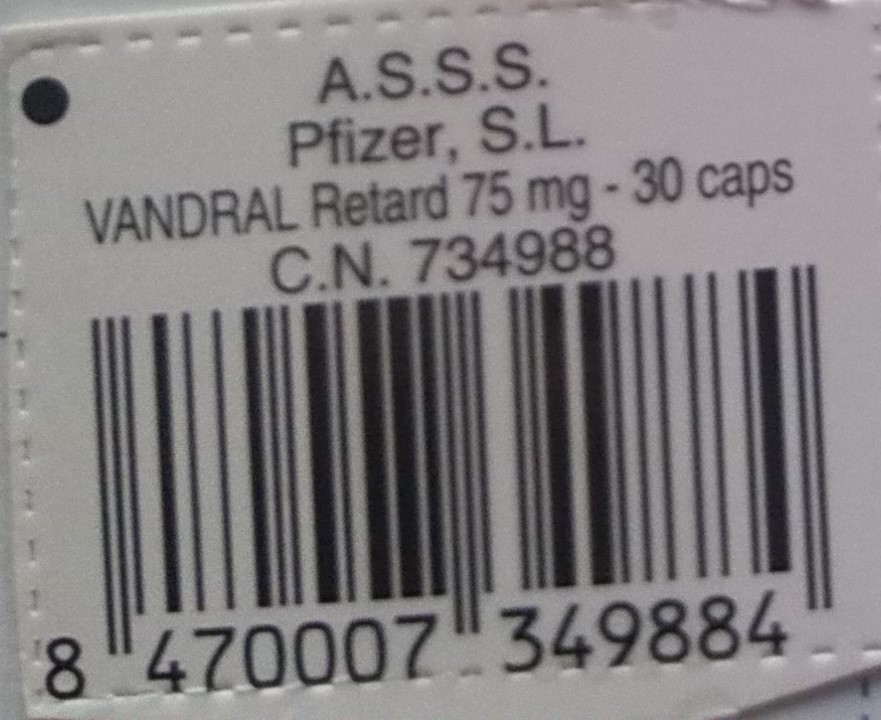 A.S.S.S.
Pfizer, S.L.
VANDRAL Retard 75 mg - 30 caps
C.N. 734988
8 470007 349884